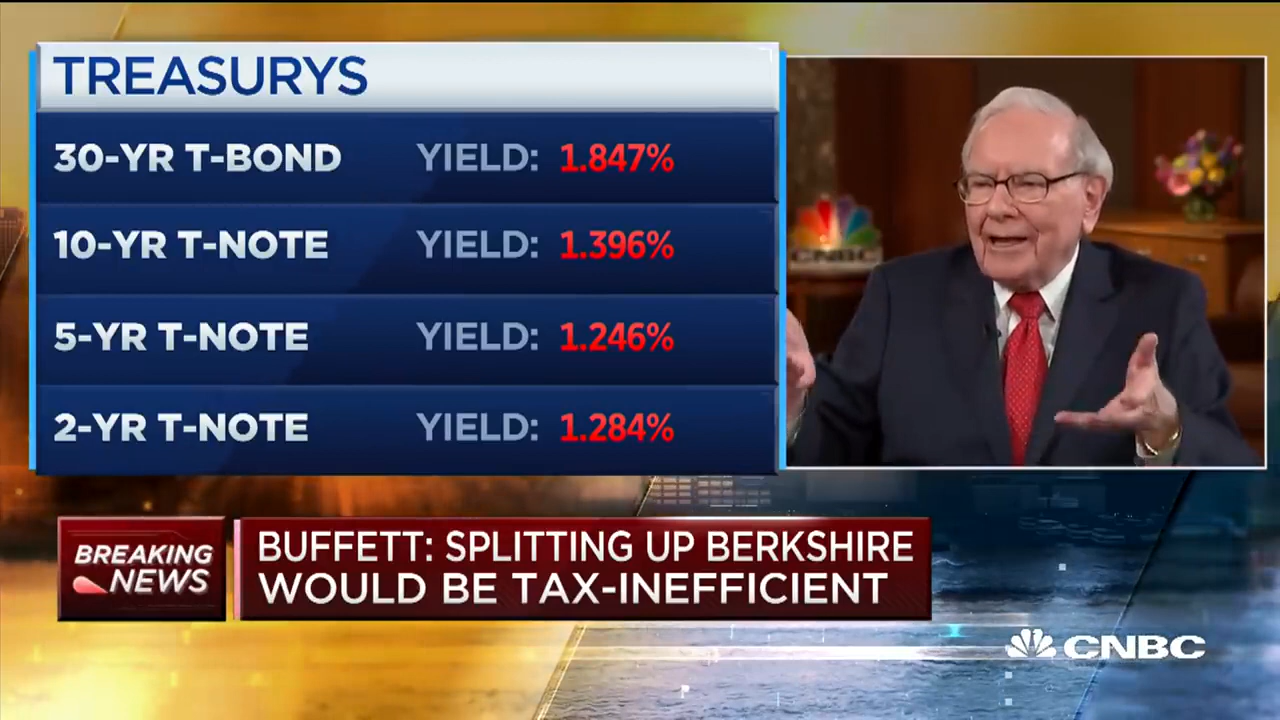 TREASURYS
30-YR T-BOND YIELD: 1.847%
10-YR T-NOTE YIELD: 1.396%
5-YR T-NOTE YIELD: 1.246%
2-YR T-NOTE YIELD: 1.284%
CNBC
BREAKING
NEWS
BUFFETT: SPLITTING UP BERKSHIRE
WOULD BE TAX-INEFFICIENT
CNBC